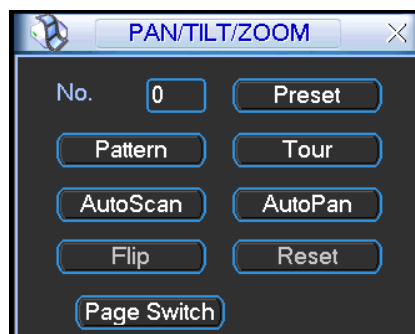 PAN/TILT/ZOOM
No. 0 Preset
Pattern Tour
AutoScan AutoPan
Flip Reset
Page Switch